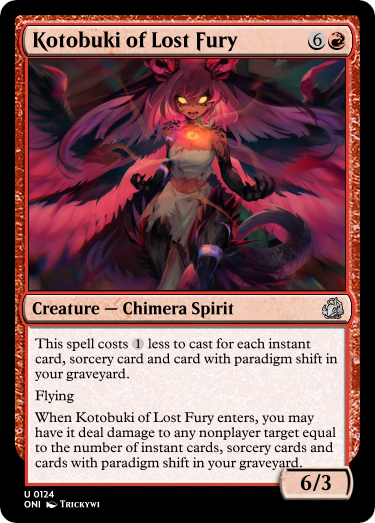 Kotobuki of Lost Fury 6
Creature — Chimera Spirit
This spell costs 1 less to cast for each instant
card, sorcery card and card with paradigm shift in
your graveyard.
Flying
When Kotobuki of Lost Fury enters, you may
have it deal damage to any nonplayer target equal
to the number of instant cards, sorcery cards and
cards with paradigm shift in your graveyard.
6/3
U 0124
ONI Trickywi